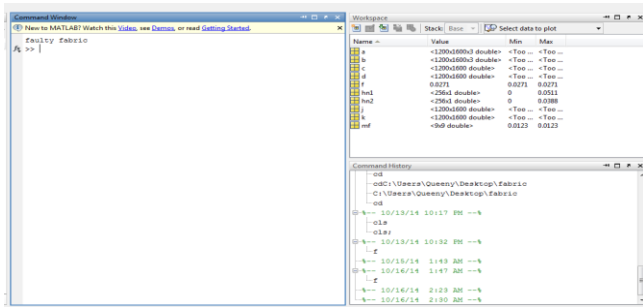 Command Window
New to MATLAB? Watch this Video, see Demos, or read Getting Started.
faulty fabric
fx >>
Workspace
Stack: Base Select data to plot
Name Value Min Max
a <1200x1600x3 double> <Too ... <Too ...
b <1200x1600x3 double> <Too ... <Too ...
c <1200x1600 double> <Too ... <Too ...
d <1200x1600 double> <Too ... <Too ...
f 0.0271 0.0271 0.0271
hn1 <256x1 double> 0 0.0511
hn2 <256x1 double> 0 0.0388
j <1200x1600 double> <Too ... <Too ...
k <1200x1600 double> <Too ... <Too ...
mf <9x9 double> 0.0123 0.0123
Command History
cd
cdC:\Users\Queeny\Desktop\fabric
C:\Users\Queeny\Desktop\fabric
cd
%-- 10/13/14 10:17 PM --%
cls
cls;
%-- 10/13/14 10:32 PM --%
f
%-- 10/15/14 1:43 AM --%
%-- 10/16/14 1:47 AM --%
f
%-- 10/16/14 2:23 AM --%
%-- 10/16/14 2:30 AM --%